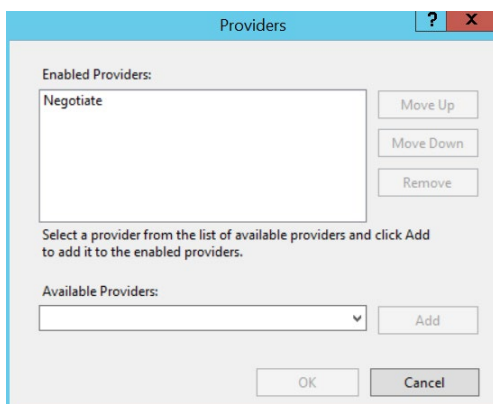 Providers
? x
Enabled Providers:
Negotiate
Move Up
Move Down
Remove
Select a provider from the list of available providers and click Add
to add it to the enabled providers.
Available Providers:
Add
OK
Cancel